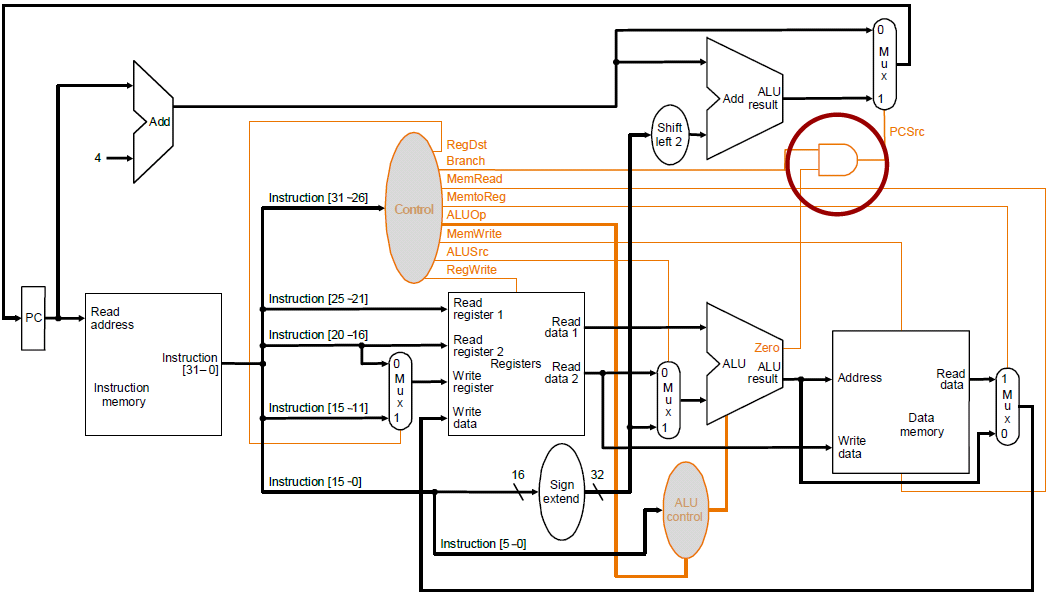 0
M
u
x
1
Add
ALU
result
Add
4
Shift
left 2
PCSrc
RegDst
Branch
MemRead
MemtoReg
ALUOp
MemWrite
ALUSrc
RegWrite
Control
Instruction [31–26]
Instruction [25–21]
Instruction [20–16]
Instruction [15–11]
Instruction [15–0]
Instruction [5–0]
PC
Read
address
Instruction
[31–0]
Instruction
memory
0
M
u
x
1
Read
register 1
Read
register 2
Write
register
Write
data
Registers
Read
data 1
Read
data 2
0
M
u
x
1
Zero
ALU
ALU
result
Address
Write
data
Read
data
Data
memory
1
M
u
x
0
16
Sign
extend
32
ALU
control